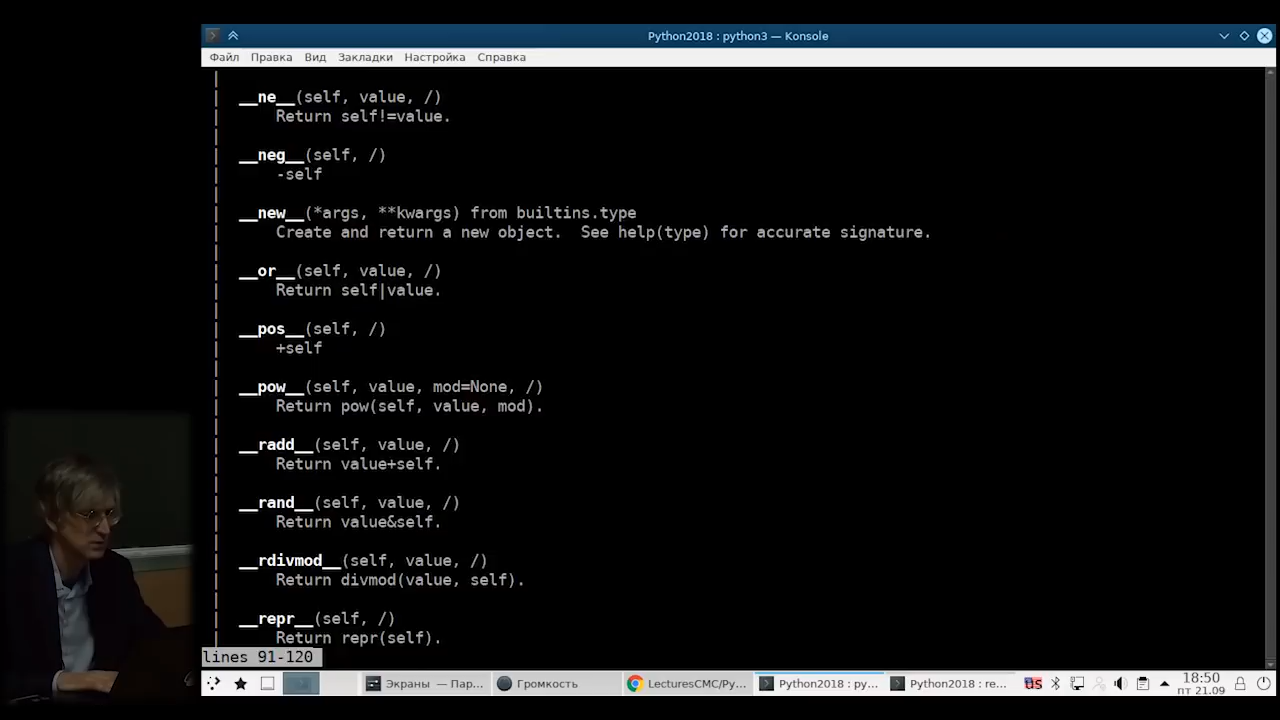 Python2018 : python3 — Konsole
Файл Правка Вид Закладки Настройка Справка
|
| __ne__(self, value, /)
| Return self!=value.
|
| __neg__(self, /)
| -self
|
| __new__(*args, **kwargs) from builtins.type
| Create and return a new object.  See help(type) for accurate signature.
|
| __or__(self, value, /)
| Return self|value.
|
| __pos__(self, /)
| +self
|
| __pow__(self, value, mod=None, /)
| Return pow(self, value, mod).
|
| __radd__(self, value, /)
| Return value+self.
|
| __rand__(self, value, /)
| Return value&self.
|
| __rdivmod__(self, value, /)
| Return divmod(value, self).
|
| __repr__(self, /)
| Return repr(self).
lines 91-120
Экраны — Пар... Громкость LecturesCMC/Py... Python2018 : py... Python2018 : re... us 18:50
пт 21.09